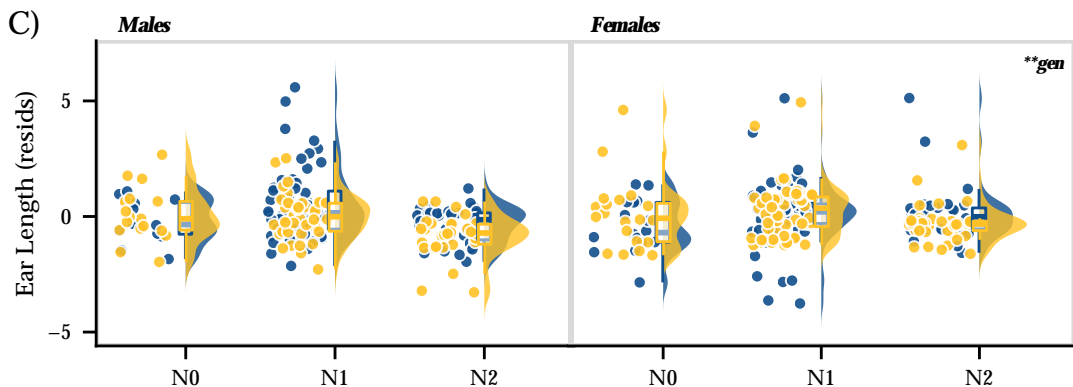 C)
Males
Females
**gen
Ear Length (resids)
5
0
−5
N0
N1
N2
N0
N1
N2